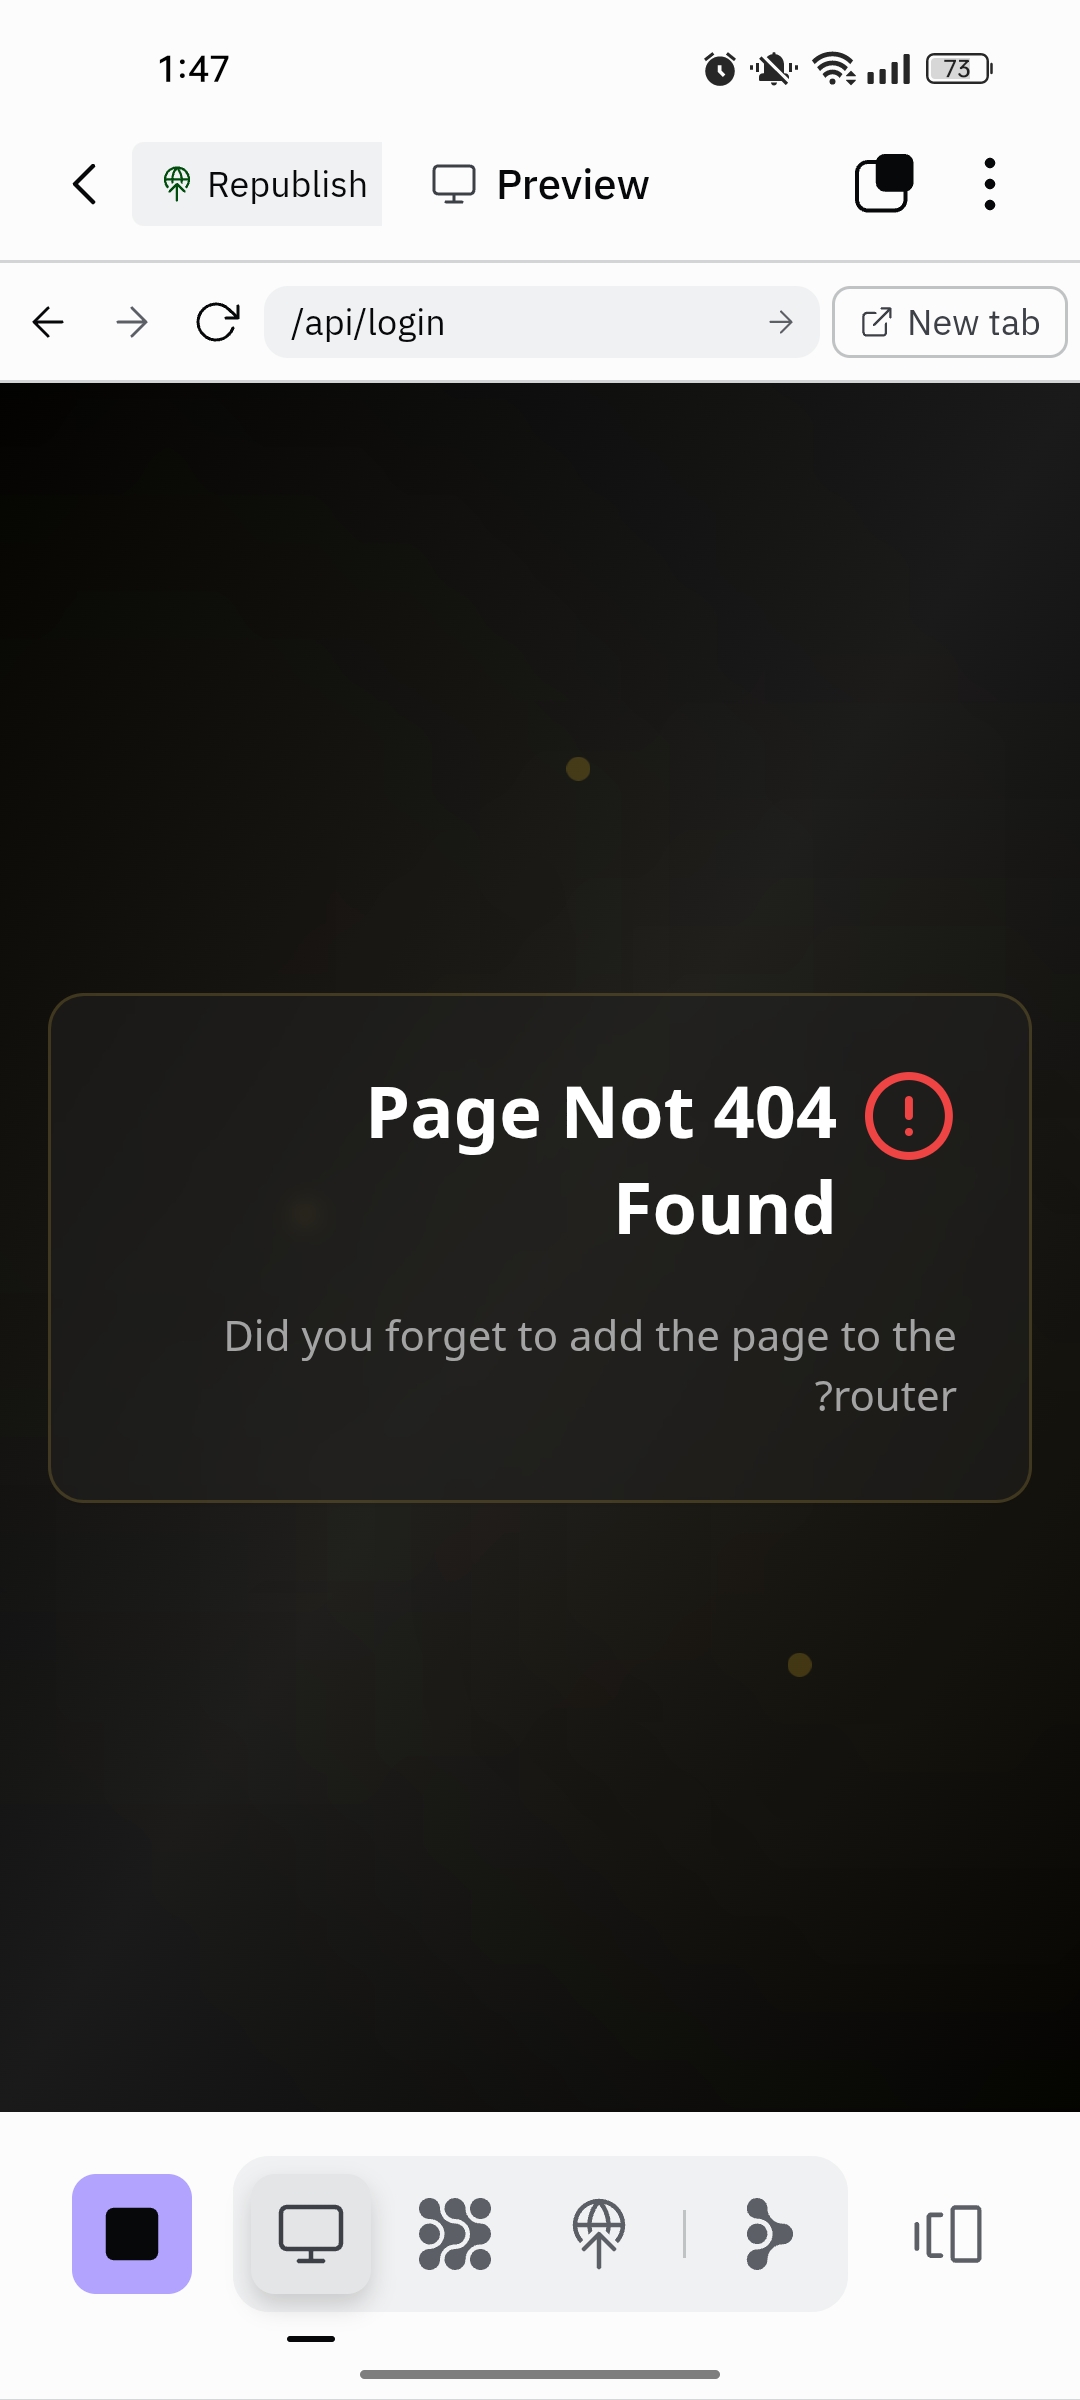 1:47
73
Republish
Preview
/api/login
New tab
Page Not 404
Found
Did you forget to add the page to the
?router